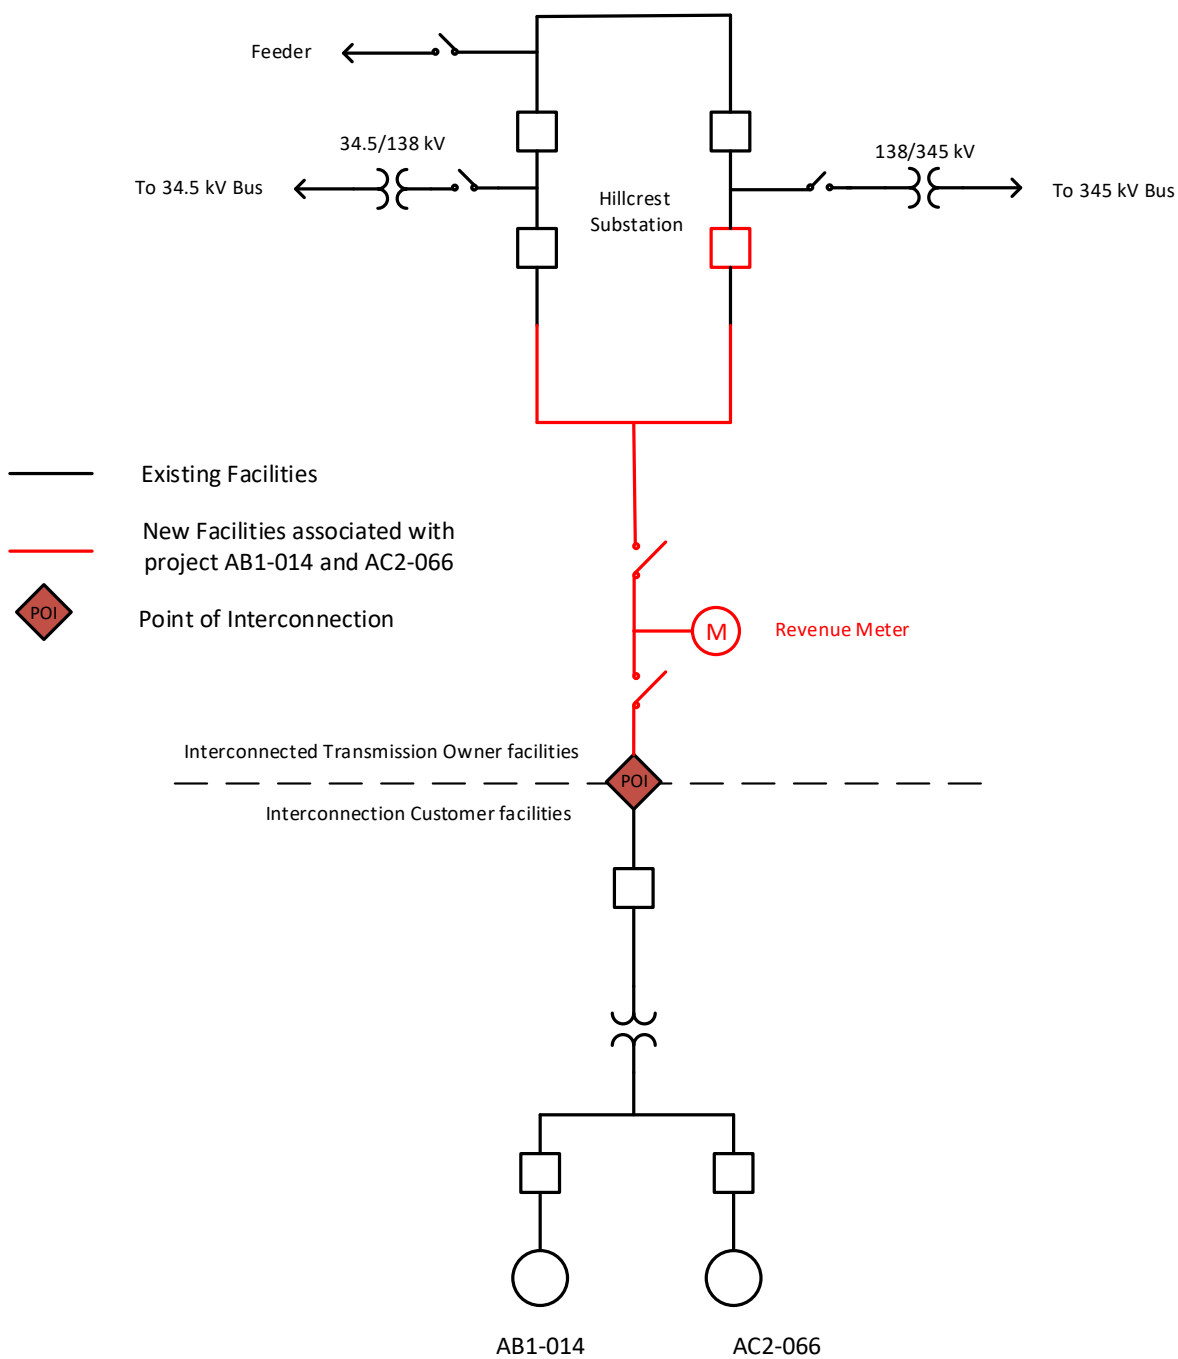 Feeder
34.5/138 kV
138/345 kV
To 34.5 kV Bus
Hillcrest
Substation
To 345 kV Bus
Existing Facilities
New Facilities associated with
project AB1-014 and AC2-066
POI
Point of Interconnection
M
Revenue Meter
Interconnected Transmission Owner facilities
POI
Interconnection Customer facilities
AB1-014
AC2-066